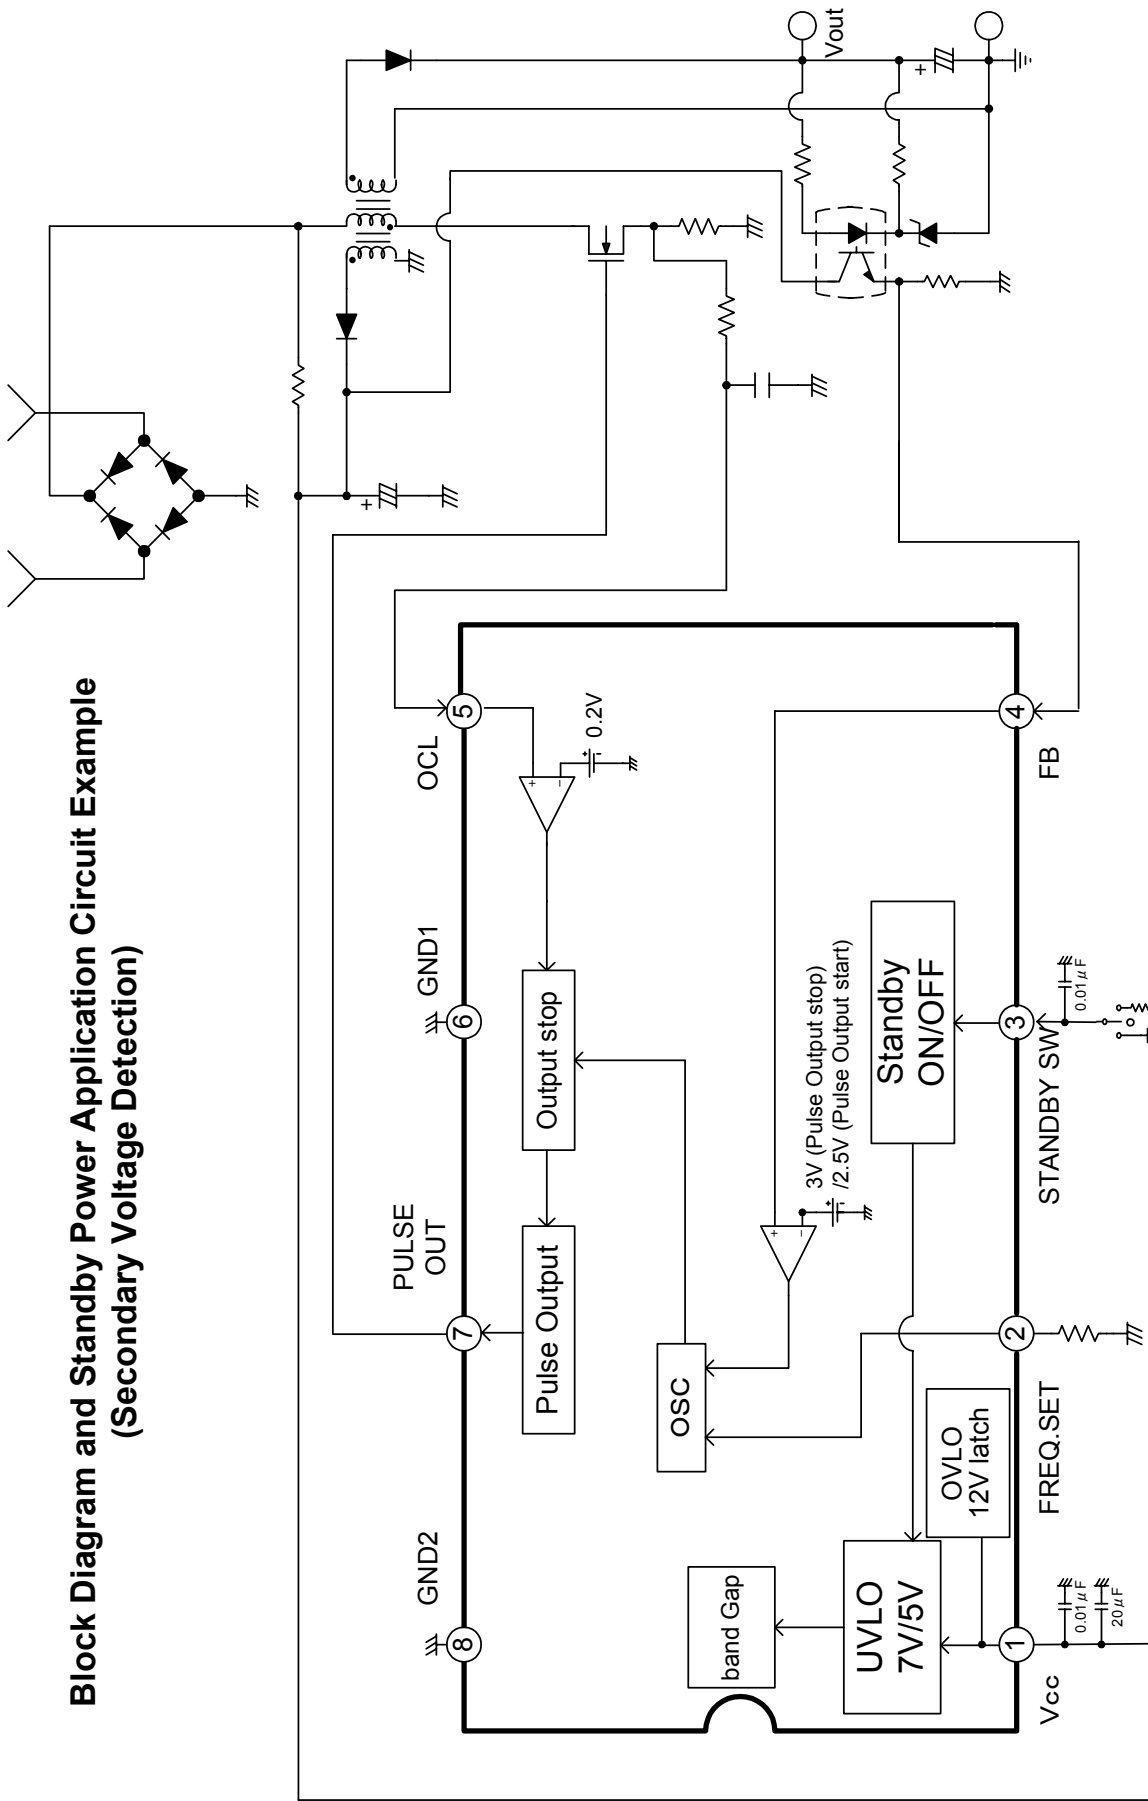 Block Diagram and Standby Power Application Circuit Example
(Secondary Voltage Detection)
Vout
+
+
GND2
8
PULSE
OUT
7
GND1
6
OCL
5
+
−
+
-
0.2V
Pulse Output
Output stop
OSC
+
−
+
-
3V (Pulse Output stop)
/2.5V (Pulse Output start)
band Gap
UVLO
7V/5V
OVLO
12V latch
Standby
ON/OFF
1
Vcc
2
FREQ.SET
3
STANDBY SW
4
FB
0.01μF
20μF
0.01μF